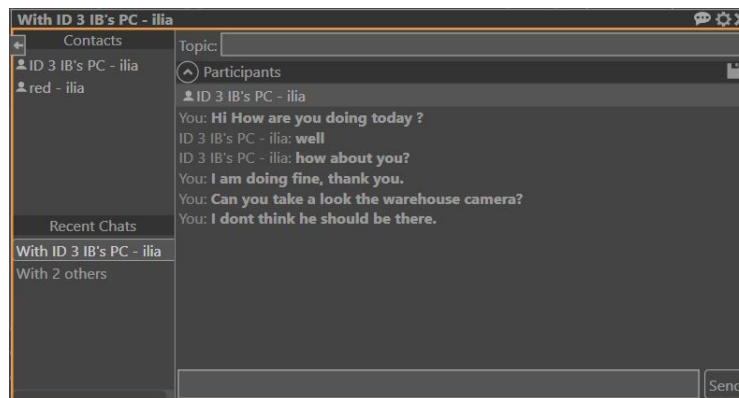 With ID 3 IB's PC - ilia
Contacts
ID 3 IB's PC - ilia
red - ilia
Recent Chats
With ID 3 IB's PC - ilia
With 2 others
Topic:
Participants
ID 3 IB's PC - ilia
You: Hi How are you doing today ?
ID 3 IB's PC - ilia: well
ID 3 IB's PC - ilia: how about you?
You: I am doing fine, thank you.
You: Can you take a look the warehouse camera?
You: I dont think he should be there.
Send